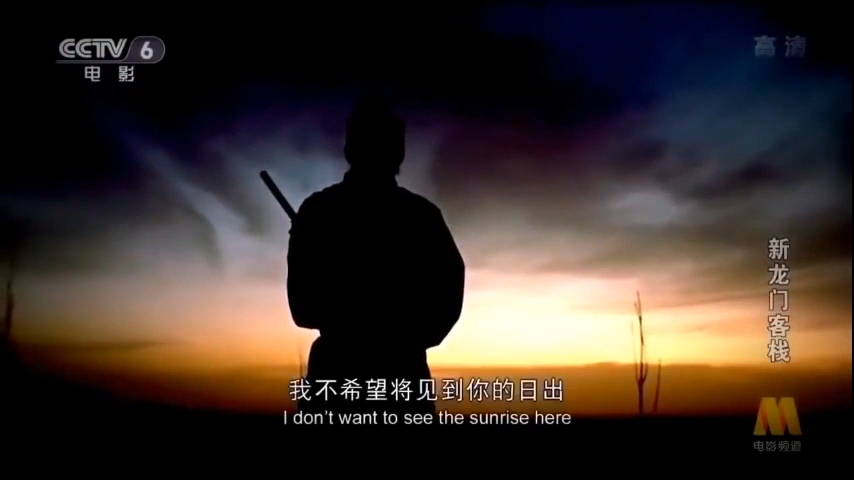 CCTV 6
电影
高清
新龙门客栈
我不希望将见到你的日出
I don't want to see the sunrise here
M
电影频道